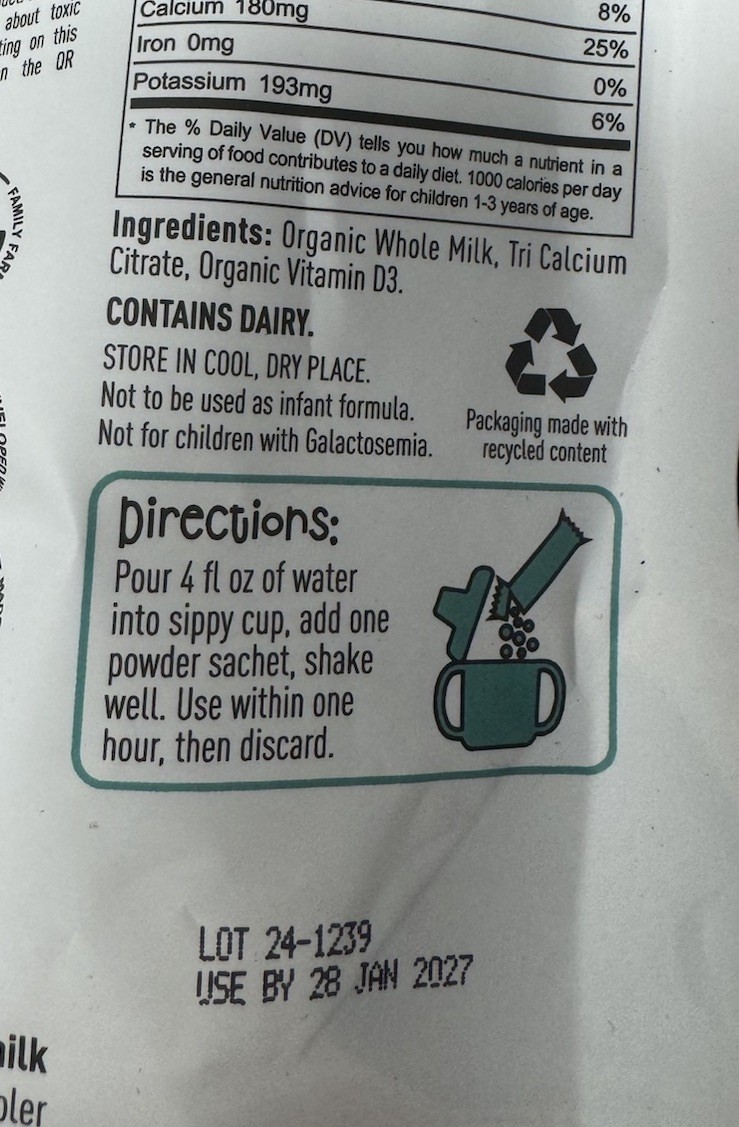 about toxic
on this
the QR
Calcium 180mg
8%
Iron 0mg
25%
Potassium 193mg
0%
6%
* The % Daily Value (DV) tells you how much a nutrient in a
serving of food contributes to a daily diet. 1000 calories per day
is the general nutrition advice for children 1-3 years of age.
FAMILY
Ingredients: Organic Whole Milk, Tri Calcium
Citrate, Organic Vitamin D3.
CONTAINS DAIRY.
STORE IN COOL, DRY PLACE.
Not to be used as infant formula.
Not for children with Galactosemia.
Packaging made with
recycled content
Directions:
Pour 4 fl oz of water
into sippy cup, add one
powder sachet, shake
well. Use within one
hour, then discard.
LOT 24-1239
USE BY 28 JAN 2027